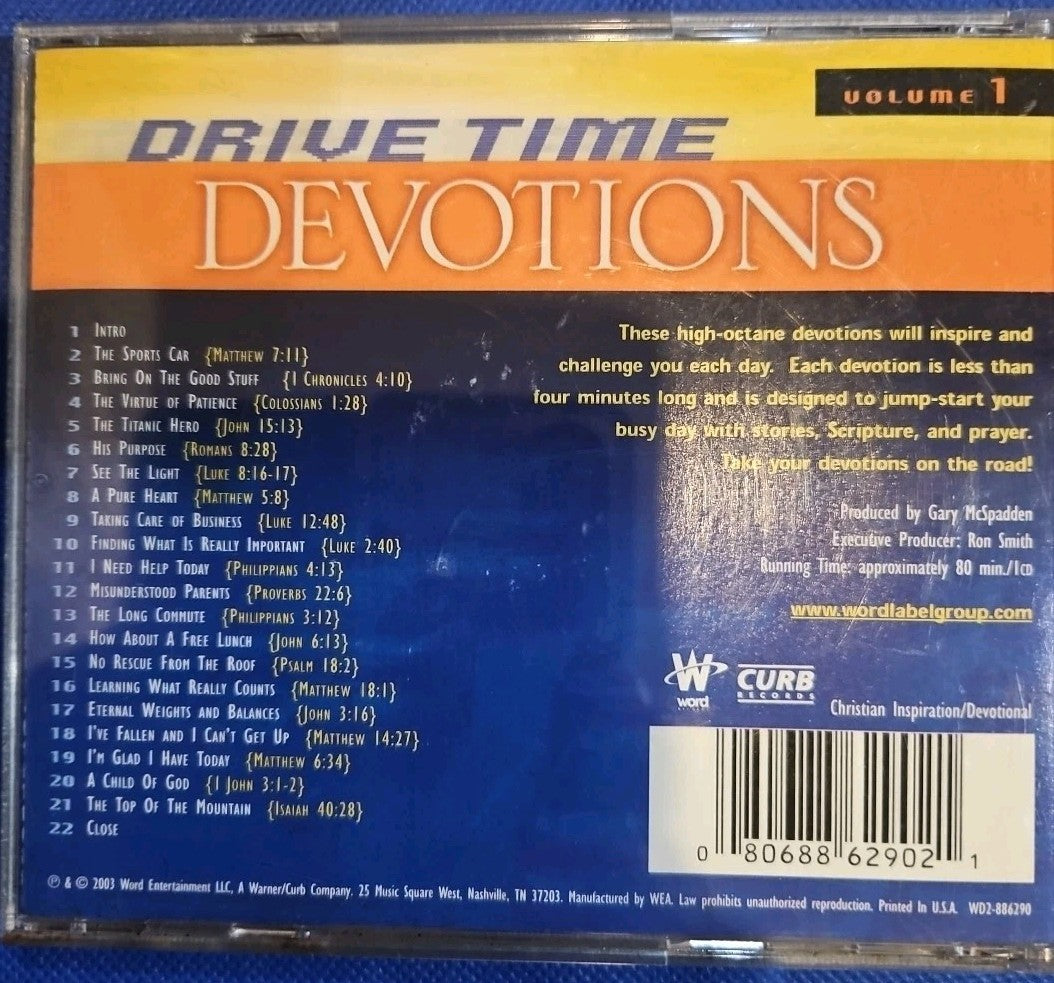 VOLUME 1
DRIVE TIME
DEVOTIONS
1 INTRO
2 THE SPORTS CAR {MATTHEW 7:11}
3 BRING ON THE GOOD STUFF {I CHRONICLES 4:10}
4 THE VIRTUE OF PATIENCE {COLOSSIANS 1:28}
5 THE TITANIC HERO {JOHN 15:13}
6 HIS PURPOSE {ROMANS 8:28}
7 SEE THE LIGHT {LUKE 8:16-17}
8 A PURE HEART {MATTHEW 5:8}
9 TAKING CARE OF BUSINESS {LUKE 12:48}
10 FINDING WHAT IS REALLY IMPORTANT {LUKE 2:40}
11 I NEED HELP TODAY {PHILIPPIANS 4:13}
12 MISUNDERSTOOD PARENTS {PROVERBS 22:6}
13 THE LONG COMMUTE {PHILIPPIANS 3:12}
14 HOW ABOUT A FREE LUNCH {JOHN 6:13}
15 NO RESCUE FROM THE ROOF {PSALM 18:2}
16 LEARNING WHAT REALLY COUNTS {MATTHEW 18:1}
17 ETERNAL WEIGHTS AND BALANCES {JOHN 3:16}
18 I'VE FALLEN AND I CAN'T GET UP {MATTHEW 14:27}
19 I'M GLAD I HAVE TODAY {MATTHEW 6:34}
20 A CHILD OF GOD {I JOHN 3:1-2}
21 THE TOP OF THE MOUNTAIN {ISAIAH 40:28}
22 CLOSE
These high-octane devotions will inspire and
challenge you each day. Each devotion is less than
four minutes long and is designed to jump-start your
busy day with stories, Scripture, and prayer.
Take your devotions on the road!
Produced by Gary McSpadden
Executive Producer: Ron Smith
Running Time: approximately 80 min./1CD
www.wordlabelgroup.com
W
word
CURB
RECORDS
Christian Inspiration/Devotional
0 80688 62902 1
℗ & © 2003 Word Entertainment LLC, A Warner/Curb Company. 25 Music Square West, Nashville, TN 37203. Manufactured by WEA. Law prohibits unauthorized reproduction. Printed In U.S.A. WD2-886290